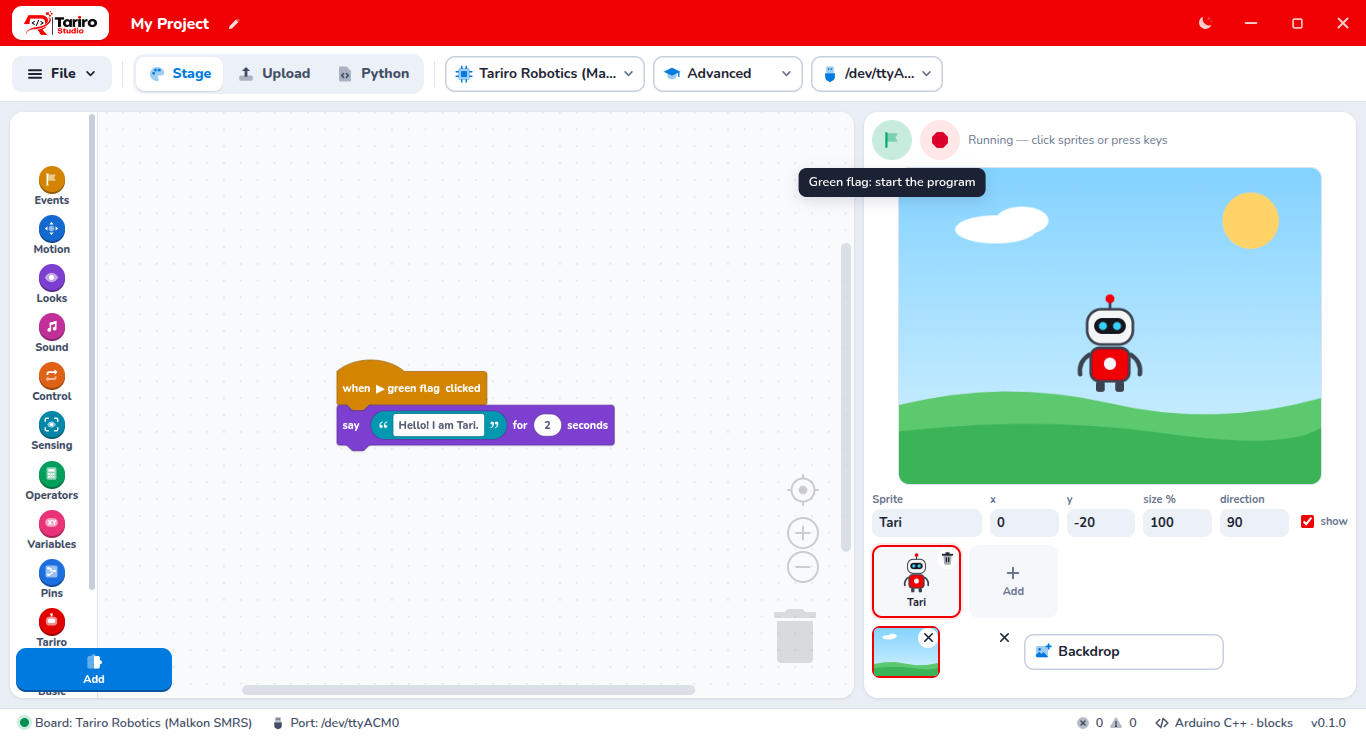 Tariro
Studio
My Project
File
Stage
Upload
Python
Tariro Robotics (Ma...
Advanced
/dev/ttyA...
Events
Motion
Looks
Sound
Control
Sensing
Operators
Variables
Pins
Tariro
Basic
Add
when ▶ green flag clicked
say “ Hello! I am Tari. ” for 2 seconds
Running — click sprites or press keys
Green flag: start the program
Sprite x y size % direction
Tari 0 -20 100 90 show
Tari
Add
Backdrop
Board: Tariro Robotics (Malkon SMRS) Port: /dev/ttyACM0 0 0 Arduino C++ · blocks v0.1.0